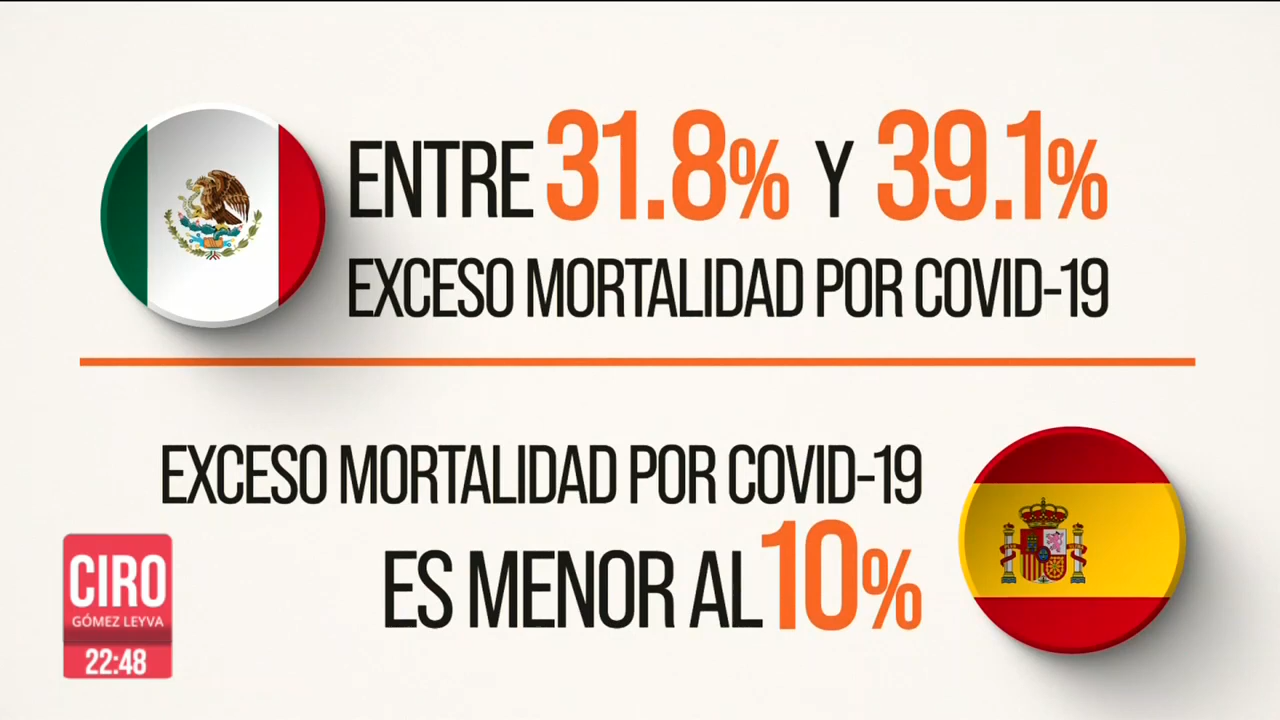 ENTRE 31.8% Y 39.1%
EXCESO MORTALIDAD POR COVID-19
EXCESO MORTALIDAD POR COVID-19
ES MENOR AL 10%
CIRO
GÓMEZ LEYVA
22:48